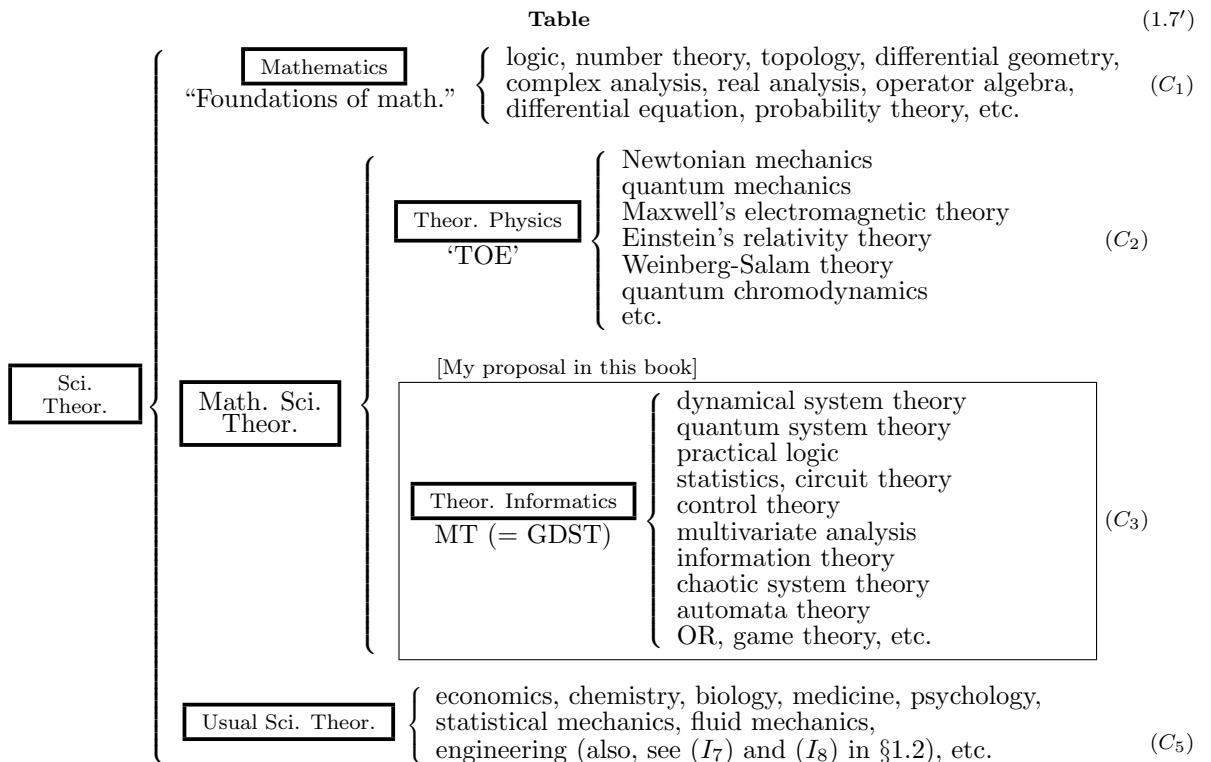 Table (1.7′)
Mathematics
“Foundations of math.”
logic, number theory, topology, differential geometry,
complex analysis, real analysis, operator algebra,
differential equation, probability theory, etc.
(C₁)
Theor. Physics
‘TOE’
Newtonian mechanics
quantum mechanics
Maxwell’s electromagnetic theory
Einstein’s relativity theory
Weinberg-Salam theory
quantum chromodynamics
etc.
(C₂)
Sci.
Theor.
Math. Sci.
Theor.
[My proposal in this book]
Theor. Informatics
MT (= GDST)
dynamical system theory
quantum system theory
practical logic
statistics, circuit theory
control theory
multivariate analysis
information theory
chaotic system theory
automata theory
OR, game theory, etc.
(C₃)
Usual Sci. Theor.
economics, chemistry, biology, medicine, psychology,
statistical mechanics, fluid mechanics,
engineering (also, see (I₇) and (I₈) in §1.2), etc.
(C₅)